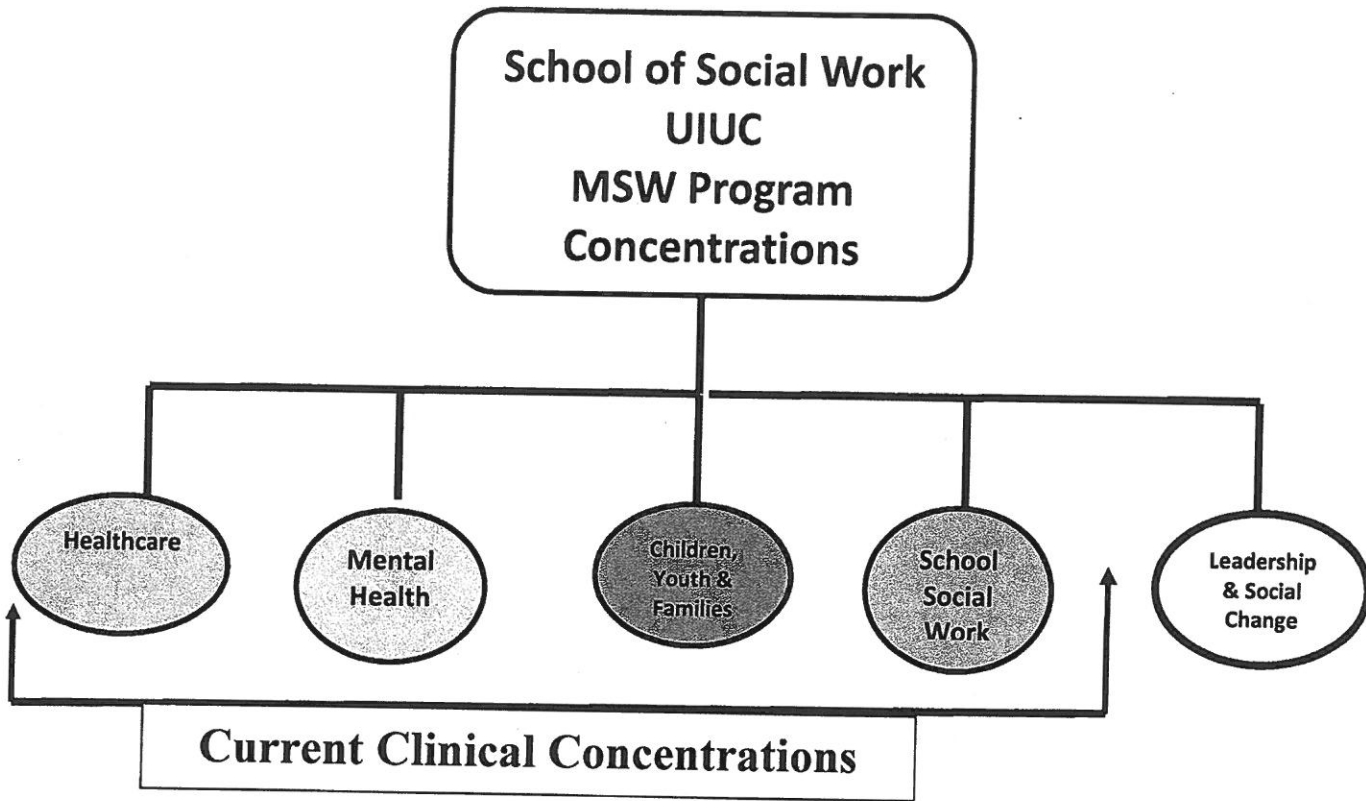 School of Social Work
UIUC
MSW Program
Concentrations
Healthcare
Mental
Health
Children,
Youth &
Families
School
Social
Work
Leadership
& Social
Change
Current Clinical Concentrations